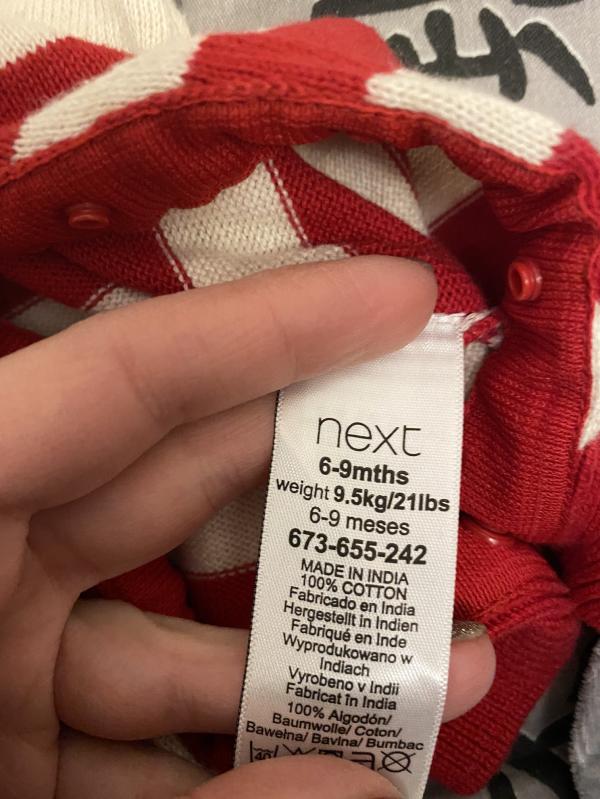 next
6-9mths
weight 9.5kg/21lbs
6-9 meses
673-655-242
MADE IN INDIA
100% COTTON
Fabricado en India
Hergestellt in Indien
Fabriqué en Inde
Wyprodukowano w
Indiach
Vyrobeno v Indii
Fabricat în India
100% Algodón/
Baumwolle/ Coton/
Bawełna/ Bavlna/ Bumbac
40